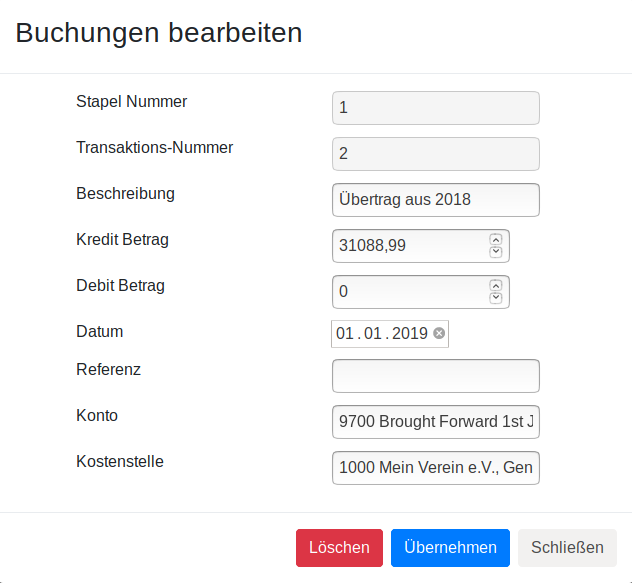 Buchungen bearbeiten
Stapel Nummer 1
Transaktions-Nummer 2
Beschreibung Übertrag aus 2018
Kredit Betrag 31088,99
Debit Betrag 0
Datum 01.01.2019
Referenz
Konto 9700 Brought Forward 1st J
Kostenstelle 1000 Mein Verein e.V., Gen
Löschen Übernehmen Schließen